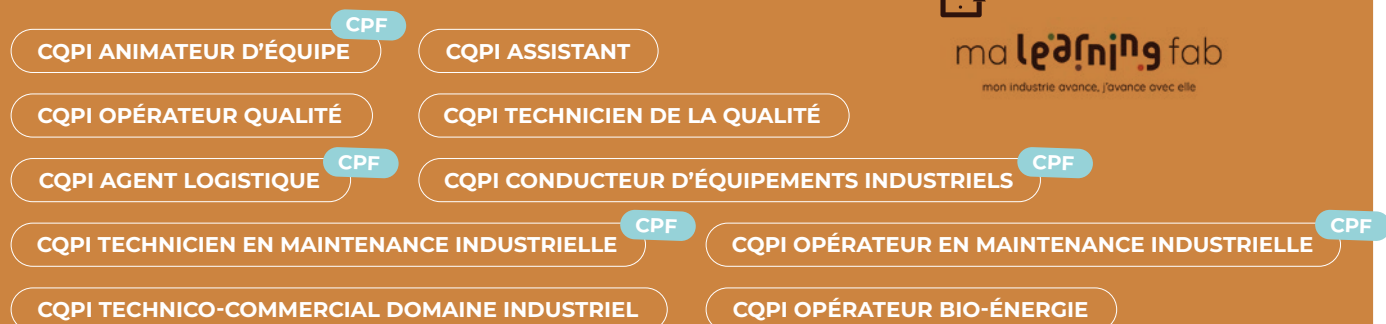 CPF
CQPI ANIMATEUR D'ÉQUIPE
CQPI ASSISTANT
ma learning fab
mon industrie avance, j'avance avec elle
CQPI OPÉRATEUR QUALITÉ
CQPI TECHNICIEN DE LA QUALITÉ
CPF
CQPI AGENT LOGISTIQUE
CPF
CQPI CONDUCTEUR D'ÉQUIPEMENTS INDUSTRIELS
CPF
CQPI TECHNICIEN EN MAINTENANCE INDUSTRIELLE
CPF
CQPI OPÉRATEUR EN MAINTENANCE INDUSTRIELLE
CQPI TECHNICO-COMMERCIAL DOMAINE INDUSTRIEL
CQPI OPÉRATEUR BIO-ÉNERGIE